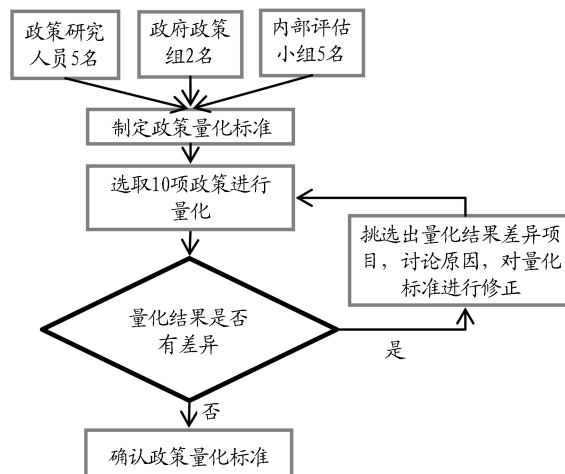 政策研究
人员5名
政府政策
组2名
内部评估
小组5名
制定政策量化标准
选取10项政策进行
量化
挑选出量化结果差异项
目，讨论原因，对量化
标准进行修正
量化结果是否
有差异
是
否
确认政策量化标准